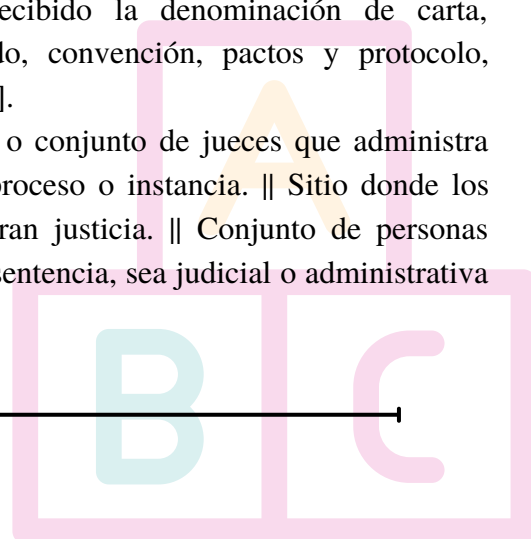 ecibido la denominación de carta,
do, convención, pactos y protocolo,
].
o conjunto de jueces que administra
proceso o instancia. || Sitio donde los
ran justicia. || Conjunto de personas
sentencia, sea judicial o administrativa
A
B C